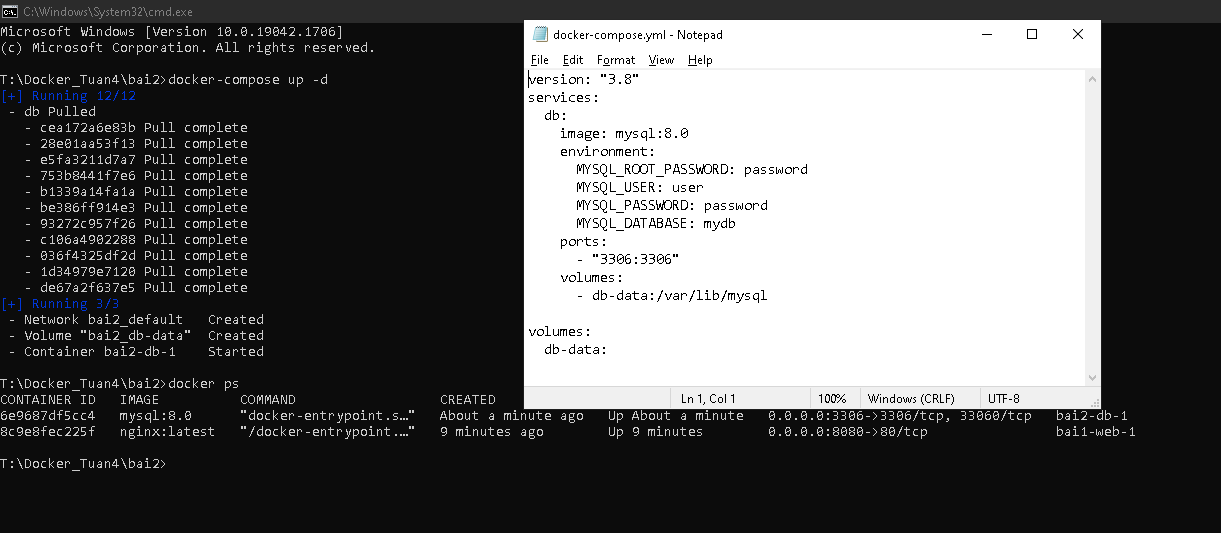 C:\Windows\System32\cmd.exe
Microsoft Windows [Version 10.0.19042.1706]
(c) Microsoft Corporation. All rights reserved.
T:\Docker_Tuan4\bai2>docker-compose up -d
[+] Running 12/12
- db Pulled
- cea172a6e83b Pull complete
- 28e01aa53f13 Pull complete
- e5fa3211d7a7 Pull complete
- 753b8441f7e6 Pull complete
- b1339a14fa1a Pull complete
- be386ff914e3 Pull complete
- 93272c957f26 Pull complete
- c106a4902288 Pull complete
- 036f4325df2d Pull complete
- 1d34979e7120 Pull complete
- de67a2f637e5 Pull complete
[+] Running 3/3
- Network bai2_default Created
- Volume "bai2_db-data" Created
- Container bai2-db-1 Started
T:\Docker_Tuan4\bai2>docker ps
CONTAINER ID IMAGE COMMAND CREATED
6e9687df5cc4 mysql:8.0 "docker-entrypoint.s…" About a minute ago Up About a minute 0.0.0.0:3306->3306/tcp, 33060/tcp bai2-db-1
8c9e8fec225f nginx:latest "/docker-entrypoint.…" 9 minutes ago Up 9 minutes 0.0.0.0:8080->80/tcp bai1-web-1
T:\Docker_Tuan4\bai2>
docker-compose.yml - Notepad
File Edit Format View Help
version: "3.8"
services:
db:
image: mysql:8.0
environment:
MYSQL_ROOT_PASSWORD: password
MYSQL_USER: user
MYSQL_PASSWORD: password
MYSQL_DATABASE: mydb
ports:
- "3306:3306"
volumes:
- db-data:/var/lib/mysql
volumes:
db-data:
Ln 1, Col 1 100% Windows (CRLF) UTF-8